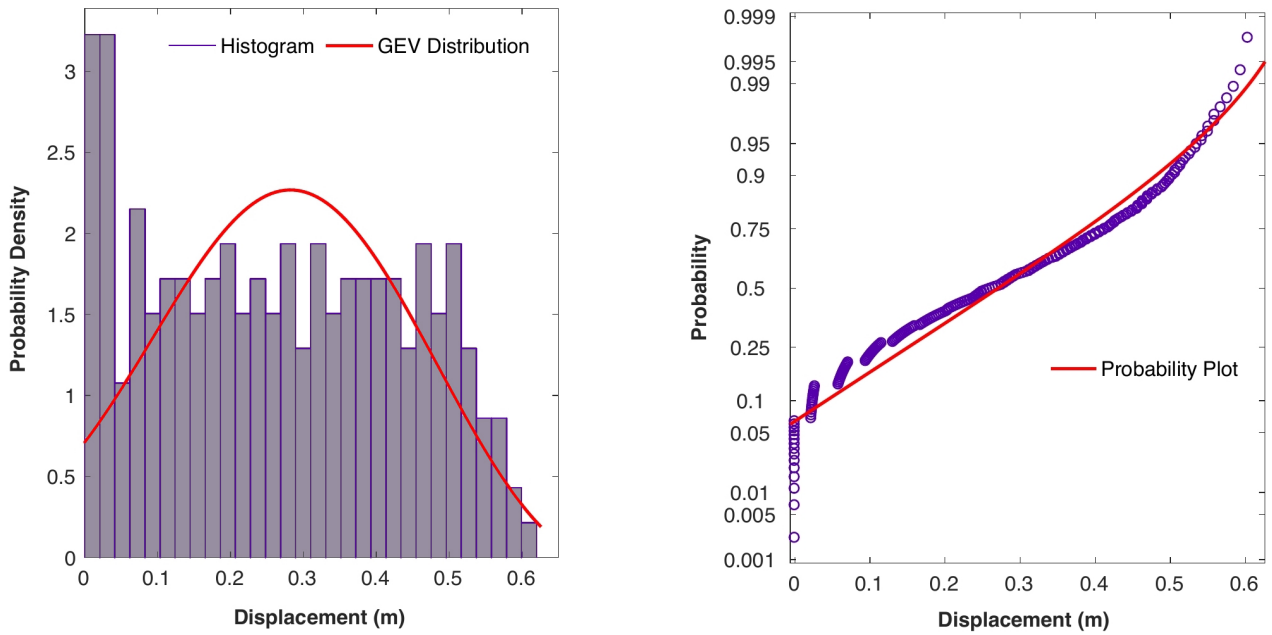 Histogram
GEV Distribution
3
2.5
2
1.5
1
0.5
0
0 0.1 0.2 0.3 0.4 0.5 0.6
Probability Density
Displacement (m)
0.999
0.995
0.99
0.95
0.9
0.75
0.5
0.25
0.1
0.05
0.01
0.005
0.001
Probability Plot
0 0.1 0.2 0.3 0.4 0.5 0.6
Probability
Displacement (m)